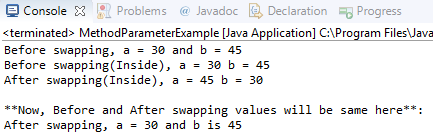 Console Problems @ Javadoc Declaration Progress
<terminated> MethodParameterExample [Java Application] C:\Program Files\Java
Before swapping, a = 30 and b = 45
Before swapping(Inside), a = 30 b = 45
After swapping(Inside), a = 45 b = 30
**Now, Before and After swapping values will be same here**:
After swapping, a = 30 and b is 45